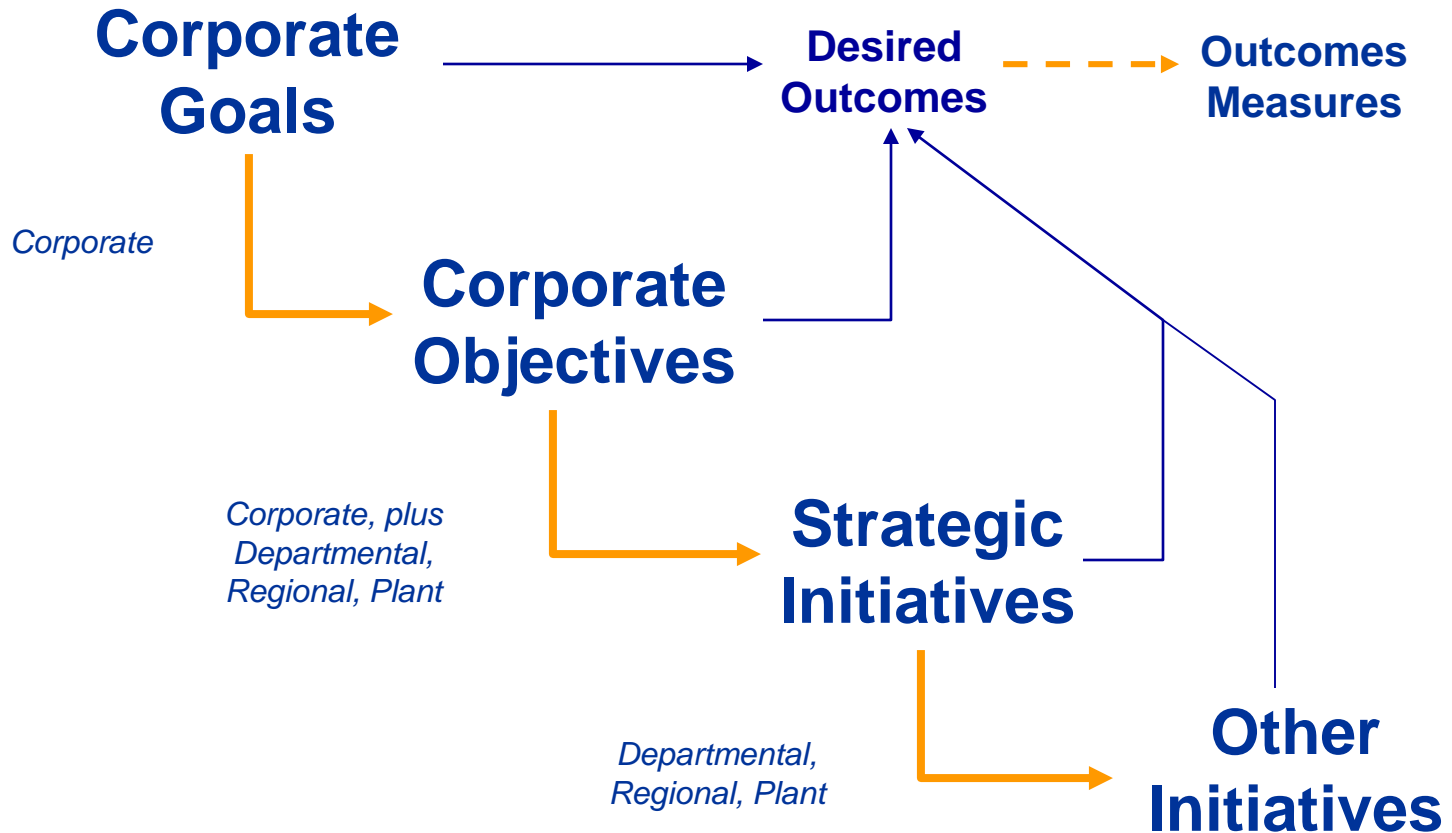 Corporate
Goals
Desired
Outcomes
Outcomes
Measures
Corporate
Corporate
Objectives
Corporate, plus
Departmental,
Regional, Plant
Strategic
Initiatives
Departmental,
Regional, Plant
Other
Initiatives